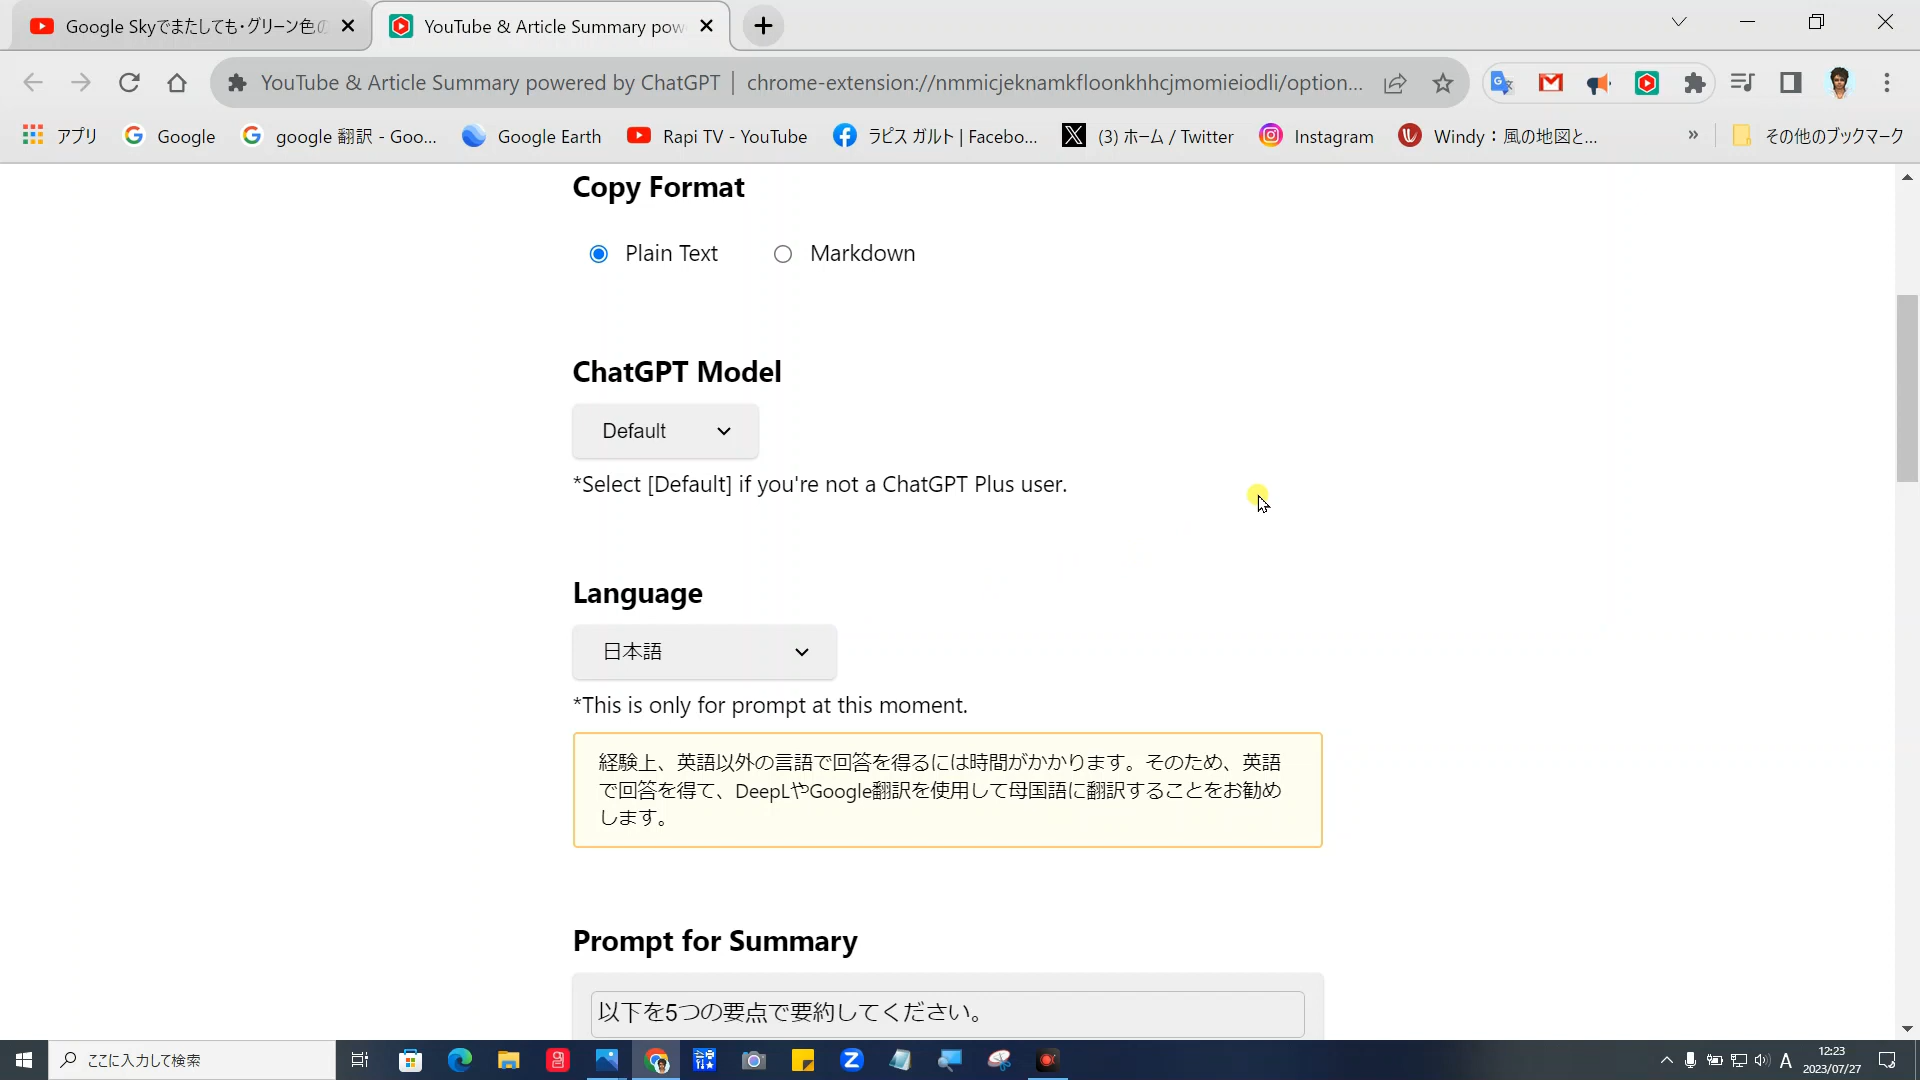 Google Skyでまたしても・グリーン色の
YouTube & Article Summary pow
YouTube & Article Summary powered by ChatGPT | chrome-extension://nmmicjeknamkfloonkhhcjmomieiodli/option...
アプリ
Google
google 翻訳 - Goo...
Google Earth
Rapi TV - YouTube
ラピス ガルト | Facebo...
(3) ホーム / Twitter
Instagram
Windy：風の地図と...
»
その他のブックマーク
Copy Format
Plain Text
Markdown
ChatGPT Model
Default
*Select [Default] if you're not a ChatGPT Plus user.
Language
日本語
*This is only for prompt at this moment.
経験上、英語以外の言語で回答を得るには時間がかかります。そのため、英語
で回答を得て、DeepLやGoogle翻訳を使用して母国語に翻訳することをお勧め
します。
Prompt for Summary
以下を5つの要点で要約してください。
ここに入力して検索
A
12:23
2023/07/27